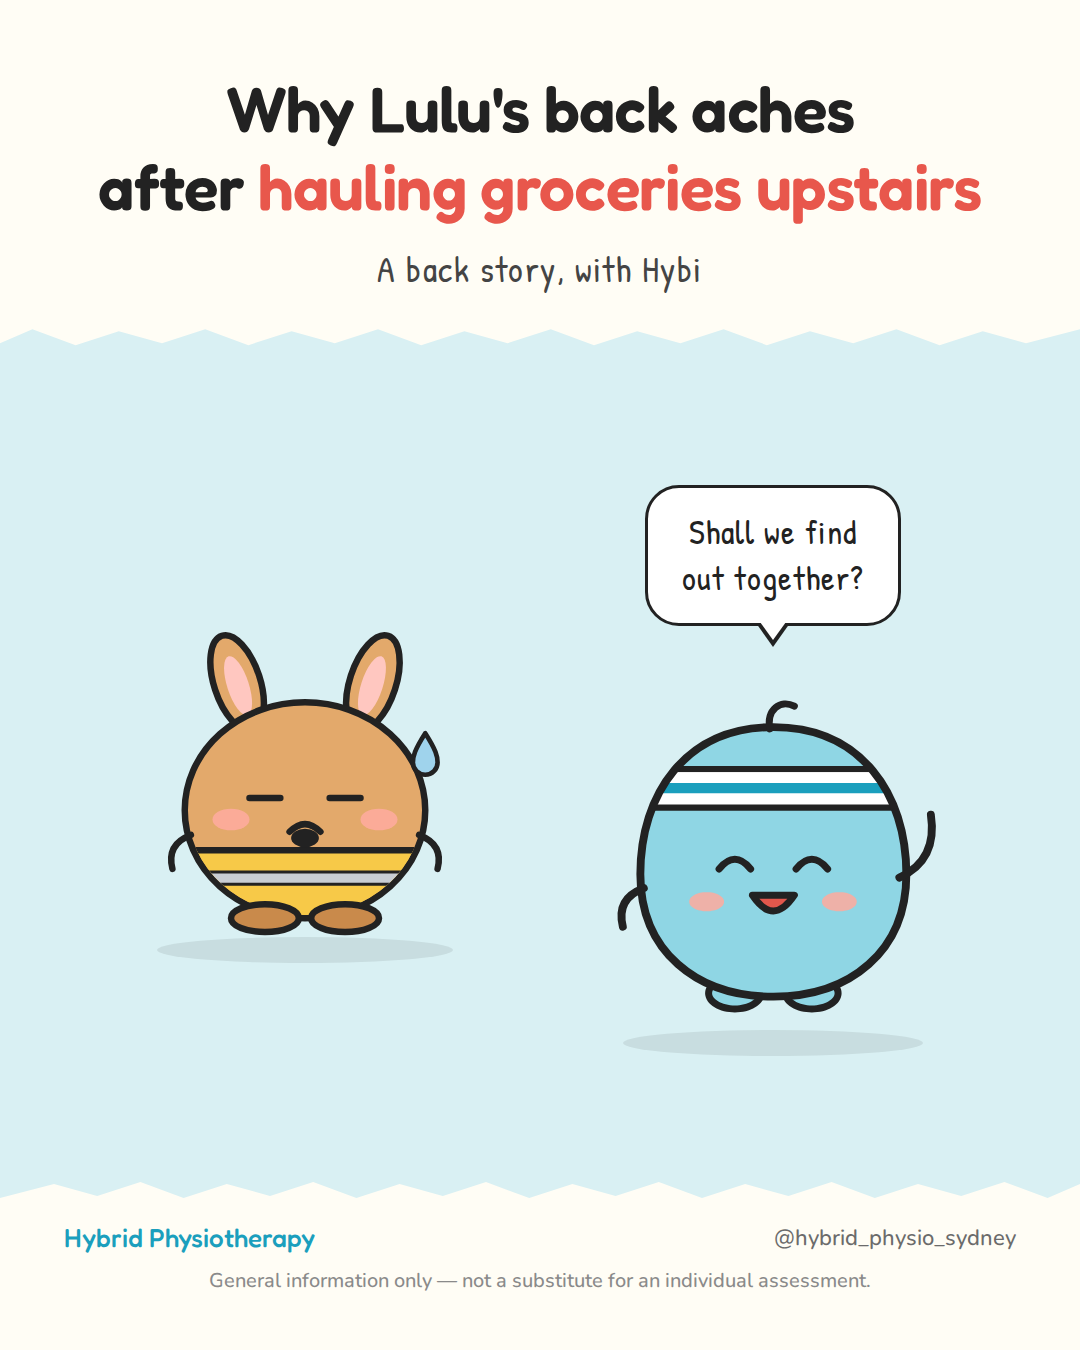 Why Lulu's back aches
after hauling groceries upstairs
A back story, with Hybi
Shall we find
out together?
Hybrid Physiotherapy
@hybrid_physio_sydney
General information only — not a substitute for an individual assessment.